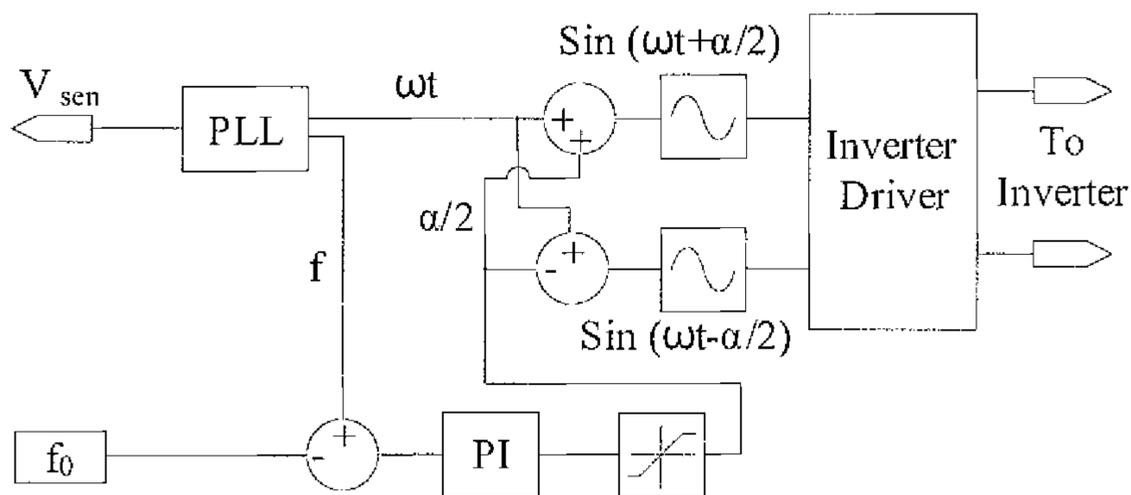 Sin (ωt+α/2)
V sen
ωt
PLL
+
+
Inverter
Driver
To
Inverter
α/2
-
+
f
Sin (ωt-α/2)
f0
-
+
PI